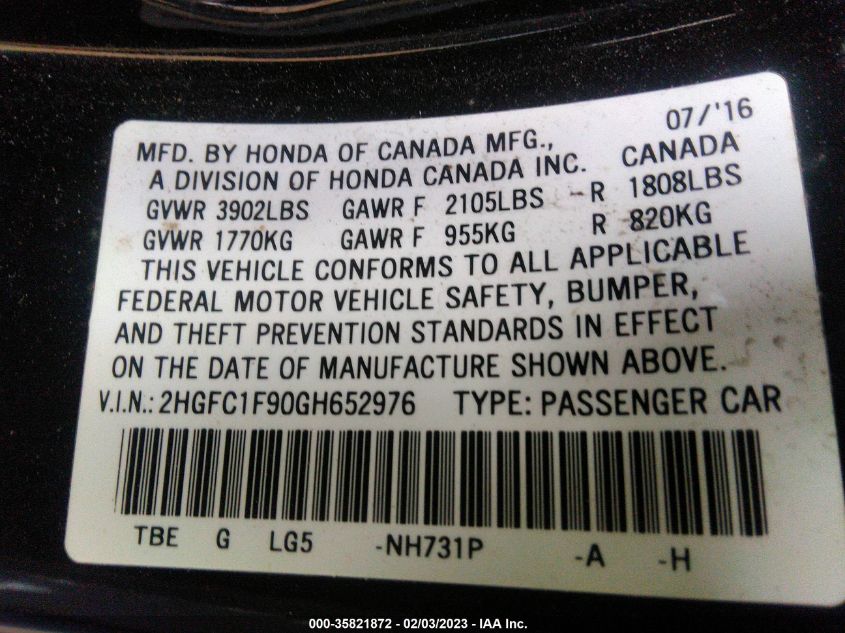 07/'16
MFD. BY HONDA OF CANADA MFG.,
A DIVISION OF HONDA CANADA INC. CANADA
GVWR 3902LBS GAWR F 2105LBS - R 1808LBS
GVWR 1770KG GAWR F 955KG R 820KG
THIS VEHICLE CONFORMS TO ALL APPLICABLE
FEDERAL MOTOR VEHICLE SAFETY, BUMPER,
AND THEFT PREVENTION STANDARDS IN EFFECT
ON THE DATE OF MANUFACTURE SHOWN ABOVE.
V.I.N.: 2HGFC1F90GH652976 TYPE: PASSENGER CAR
TBE G LG5 -NH731P -A -H
000-35821872 - 02/03/2023 - IAA Inc.